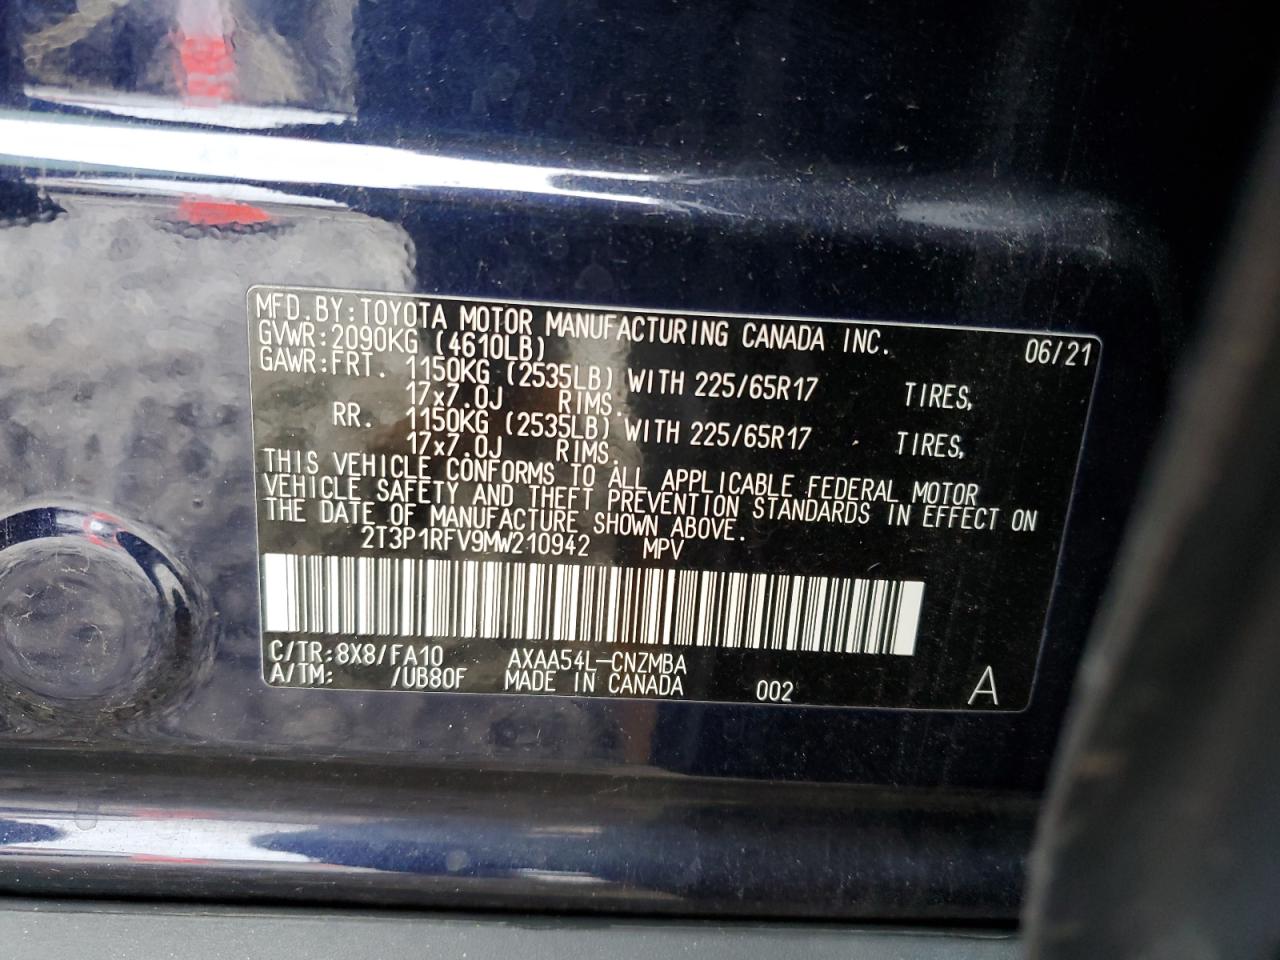 MFD.BY:TOYOTA MOTOR MANUFACTURING CANADA INC. 06/21
GVWR:2090KG (4610LB)
GAWR:FRT. 1150KG (2535LB) WITH 225/65R17 TIRES,
17x7.0J RIMS.
RR. 1150KG (2535LB) WITH 225/65R17 TIRES,
17x7.0J RIMS.
THIS VEHICLE CONFORMS TO ALL APPLICABLE FEDERAL MOTOR
VEHICLE SAFETY AND THEFT PREVENTION STANDARDS IN EFFECT ON
THE DATE OF MANUFACTURE SHOWN ABOVE.
2T3P1RFV9MW210942 MPV
C/TR:8X8/FA10 AXAA54L-CNZMBA
A/TM: /UB80F MADE IN CANADA 002 A